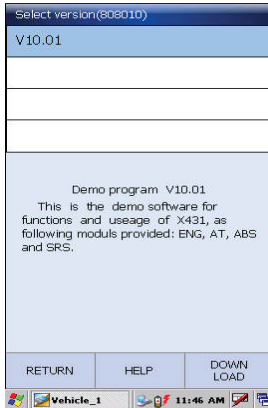 Select version(808010)
V10.01
Demo program V10.01
This is the demo software for
functions and useage of X431, as
following moduls provided: ENG, AT, ABS
and SRS.
RETURN
HELP
DOWN
LOAD
Vehicle_1
11:46 AM